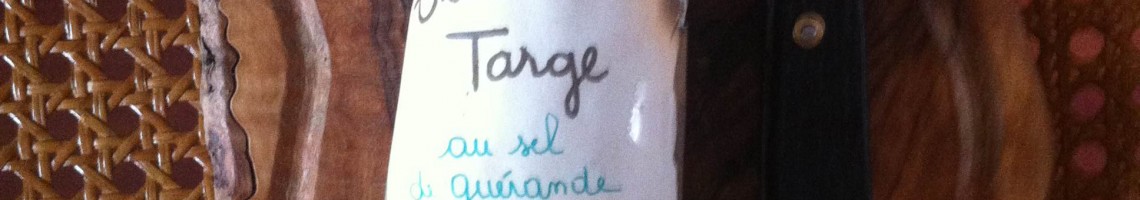 Targe
au sel
de Guérande